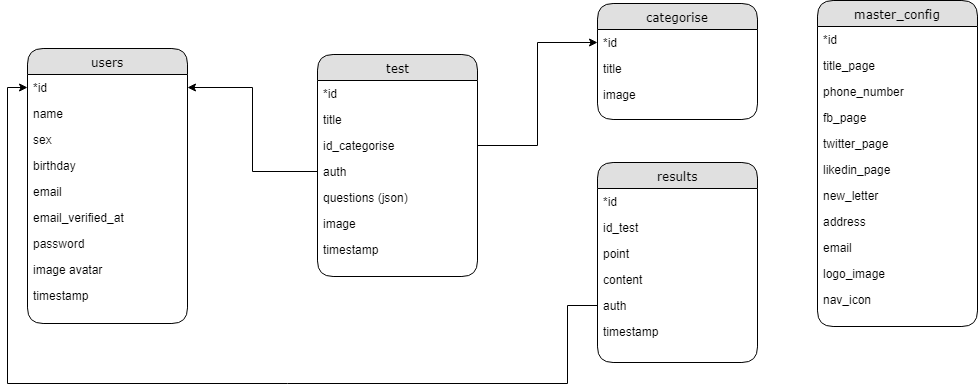 users
*id
name
sex
birthday
email
email_verified_at
password
image avatar
timestamp
test
*id
title
id_categorise
auth
questions (json)
image
timestamp
categorise
*id
title
image
results
*id
id_test
point
content
auth
timestamp
master_config
*id
title_page
phone_number
fb_page
twitter_page
likedin_page
new_letter
address
email
logo_image
nav_icon